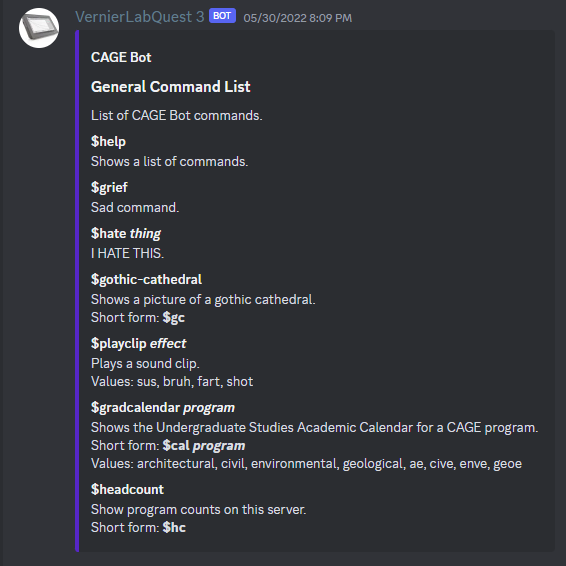 VernierLabQuest 3 BOT 05/30/2022 8:09 PM
CAGE Bot
General Command List
List of CAGE Bot commands.
$help
Shows a list of commands.
$grief
Sad command.
$hate thing
I HATE THIS.
$gothic-cathedral
Shows a picture of a gothic cathedral.
Short form: $gc
$playclip effect
Plays a sound clip.
Values: sus, bruh, fart, shot
$gradcalendar program
Shows the Undergraduate Studies Academic Calendar for a CAGE program.
Short form: $cal program
Values: architectural, civil, environmental, geological, ae, cive, enve, geoe
$headcount
Show program counts on this server.
Short form: $hc